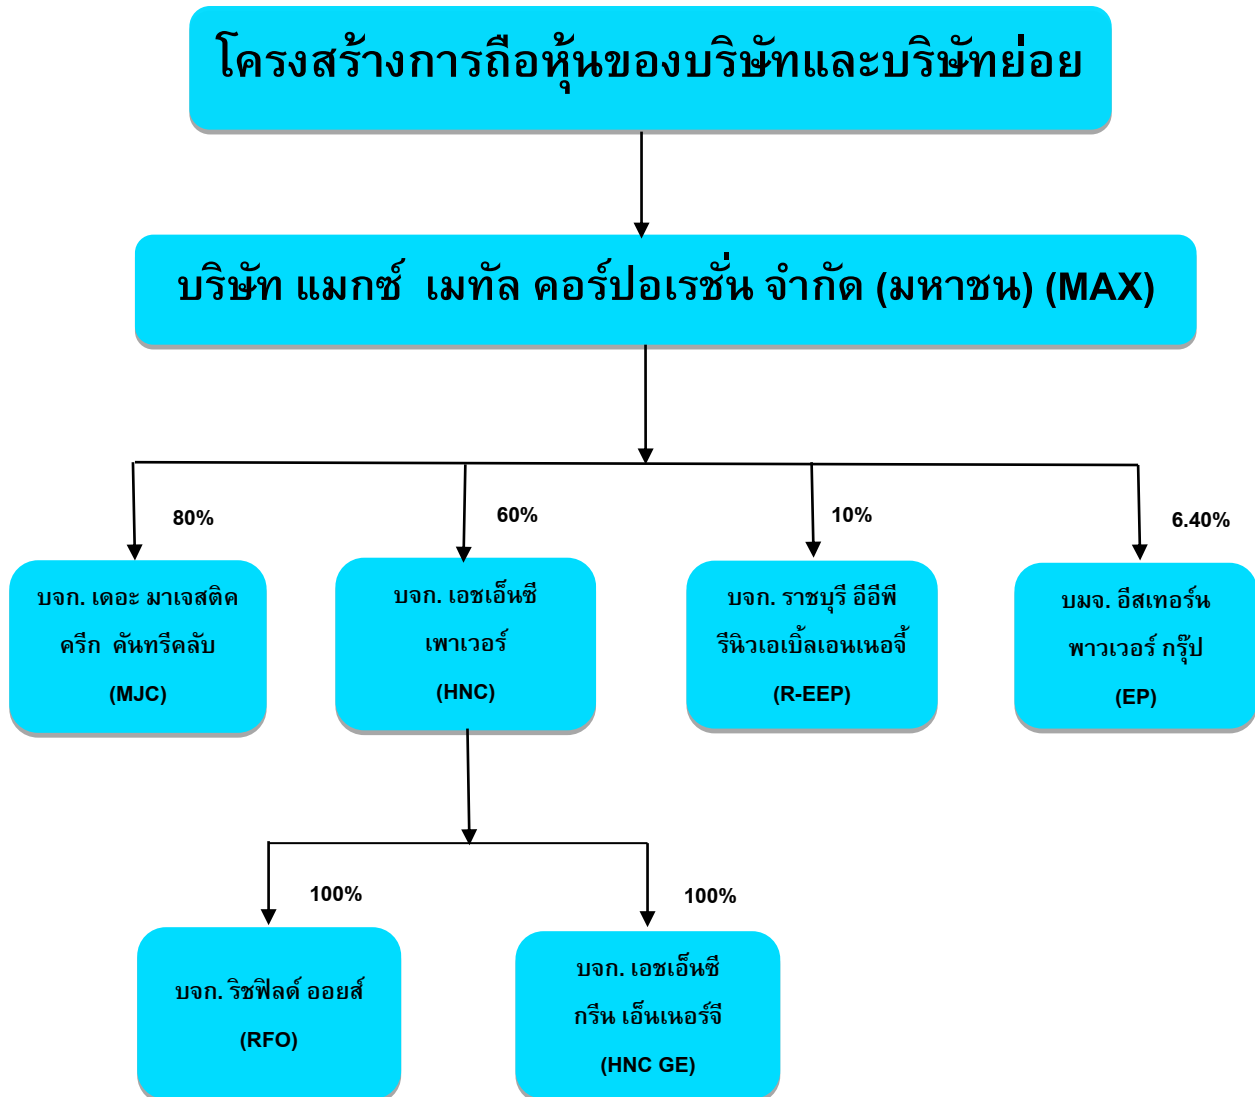 โครงสร้างการถือหุ้นของบริษัทและบริษัทย่อย
บริษัท แมกซ์ เมทัล คอร์ปอเรชั่น จำกัด (มหาชน) (MAX)
80%
60%
10%
6.40%
บจก. เดอะ มาเจสติค
ครีก คันทรีคลับ
(MJC)
บจก. เอชเอ็นซี
เพาเวอร์
(HNC)
บจก. ราชบุรี อีอีพี
รีนิวเอเบิ้ลเอนเนอจี้
(R-EEP)
บมจ. อีสเทอร์น
พาวเวอร์ กรุ๊ป
(EP)
100%
100%
บจก. ริชฟิลด์ ออยส์
(RFO)
บจก. เอชเอ็นซี
กรีน เอ็นเนอร์จี
(HNC GE)